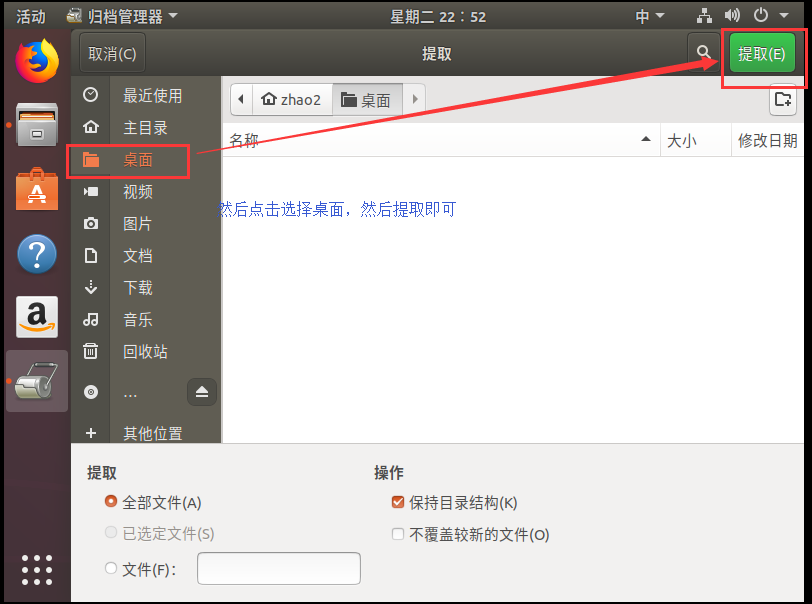 活动 归档管理器 星期二 22：52 中
取消(C) 提取 提取(E)
最近使用
zhao2 桌面
主目录
名称 大小 修改日期
桌面
视频
然后点击选择桌面，然后提取即可
图片
文档
下载
音乐
回收站
...
其他位置
提取 操作
全部文件(A) 保持目录结构(K)
已选定文件(S) 不覆盖较新的文件(O)
文件(F)：